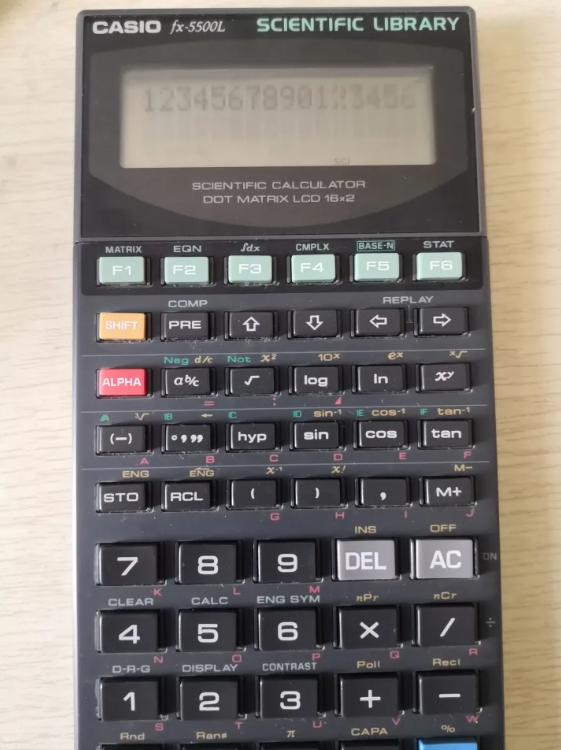 CASIO fx-5500L SCIENTIFIC LIBRARY
1234567890123456
SCI
SCIENTIFIC CALCULATOR
DOT MATRIX LCD 16×2
MATRIX EQN ∫dx CMPLX BASE-N STAT
F1 F2 F3 F4 F5 F6
COMP REPLAY
SHIFT PRE ⇧ ⇩ ⇦ ⇨
Neg d/c Not x² 10ˣ eˣ ˣ√
ALPHA ab/c √ log ln xʸ
= : ◢
A ³√ B ← C D sin⁻¹ E cos⁻¹ F tan⁻¹
(−) °,,, hyp sin cos tan
A B C D E F
ENG ENG x⁻¹ x! M−
STO RCL ( ) , M+
G H I J
INS OFF
7 8 9 DEL AC ON
K L M
CLEAR CALC ENG SYM nPr nCr
4 5 6 × / ÷
N O P Q R
D-R-G DISPLAY CONTRAST Pol( Rec(
1 2 3 + −
S T U V W
Rnd Ran# π CAPA %